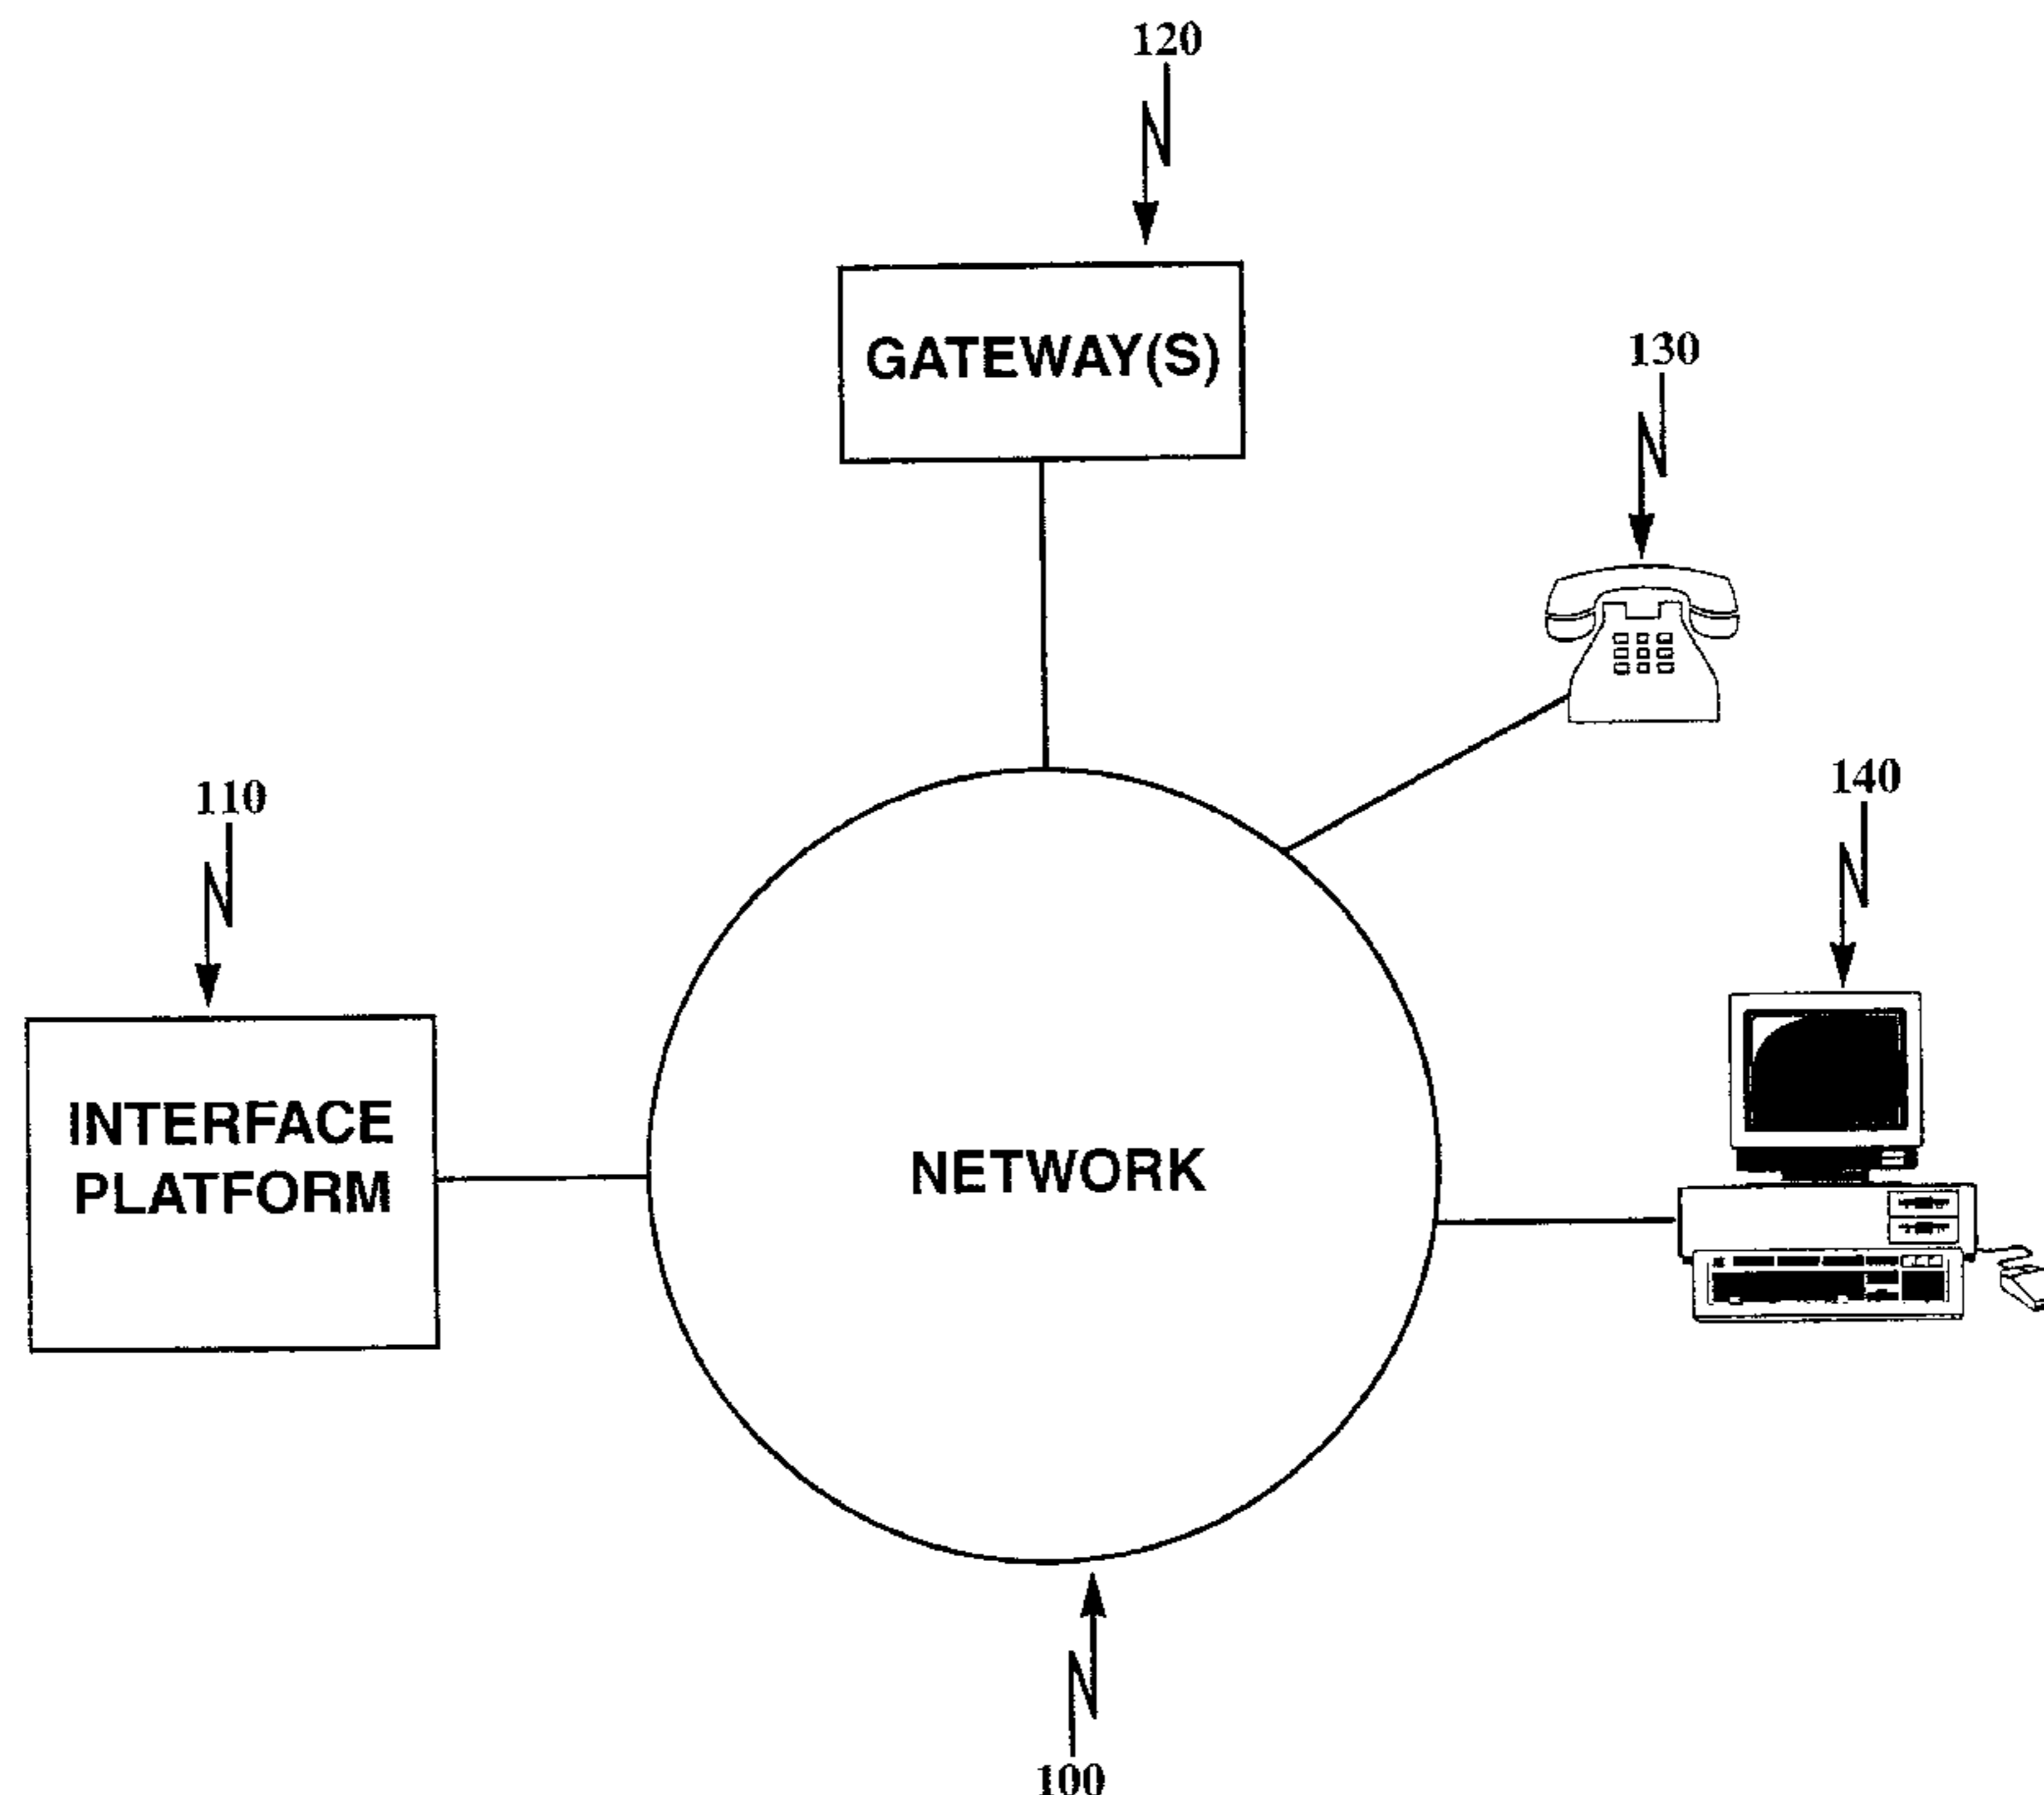 120
GATEWAY(S)
130
110
140
INTERFACE
PLATFORM
NETWORK
100